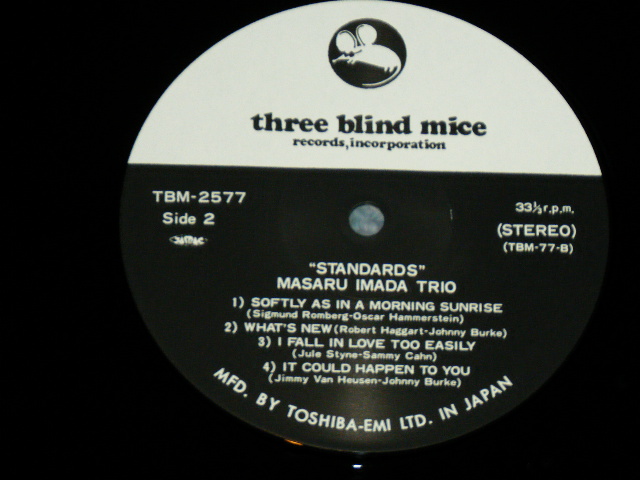 three blind mice
records, incorporation
TBM-2577
Side 2
33⅓ r.p.m.
(STEREO)
(TBM-77-B)
"STANDARDS"
MASARU IMADA TRIO
1) SOFTLY AS IN A MORNING SUNRISE
(Sigmund Romberg-Oscar Hammerstein)
2) WHAT'S NEW (Robert Haggart-Johnny Burke)
3) I FALL IN LOVE TOO EASILY
(Jule Styne-Sammy Cahn)
4) IT COULD HAPPEN TO YOU
(Jimmy Van Heusen-Johnny Burke)
MFD. BY TOSHIBA-EMI LTD. IN JAPAN